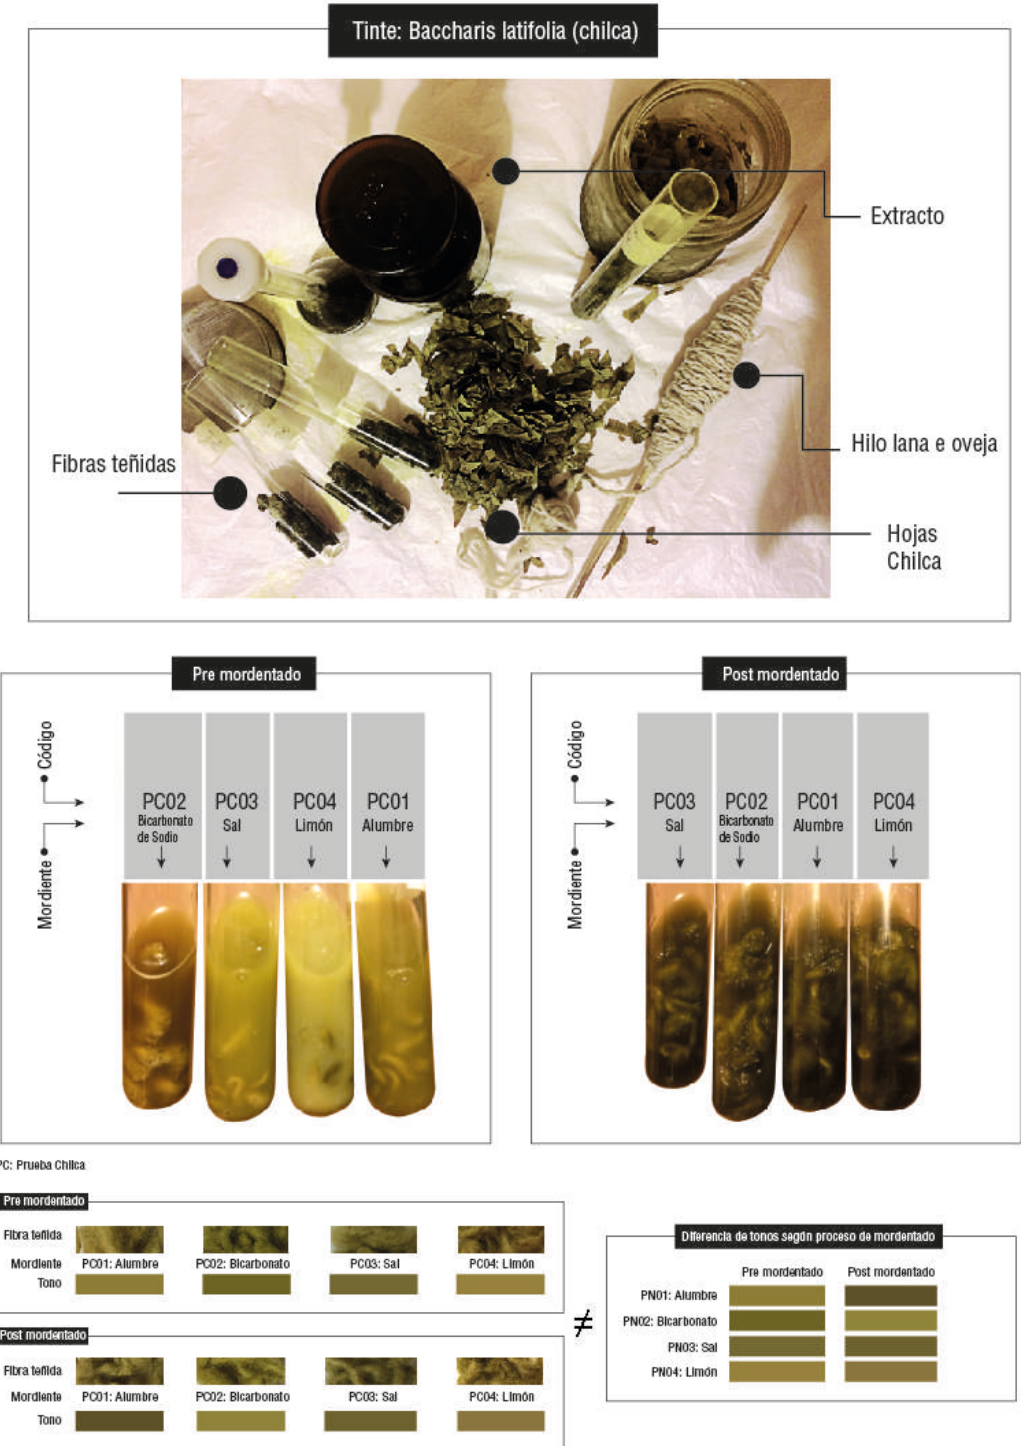 Tinte: Baccharis latifolia (chilca)
Extracto
Hilo lana e oveja
Fibras teñidas
Hojas
Chilca
Pre mordentado
Código
Mordiente
PC02
Bicarbonato
de Sodio
PC03
Sal
PC04
Limón
PC01
Alumbre
Post mordentado
Código
Mordiente
PC03
Sal
PC02
Bicarbonato
de Sodio
PC01
Alumbre
PC04
Limón
PC: Prueba Chilca
Pre mordentado
Fibra teñida
Mordiente PC01: Alumbre PC02: Bicarbonato PC03: Sal PC04: Limón
Tono
Post mordentado
Fibra teñida
Mordiente PC01: Alumbre PC02: Bicarbonato PC03: Sal PC04: Limón
Tono
≠
Diferencia de tonos según proceso de mordentado
Pre mordentado Post mordentado
PN01: Alumbre
PN02: Bicarbonato
PN03: Sal
PN04: Limón